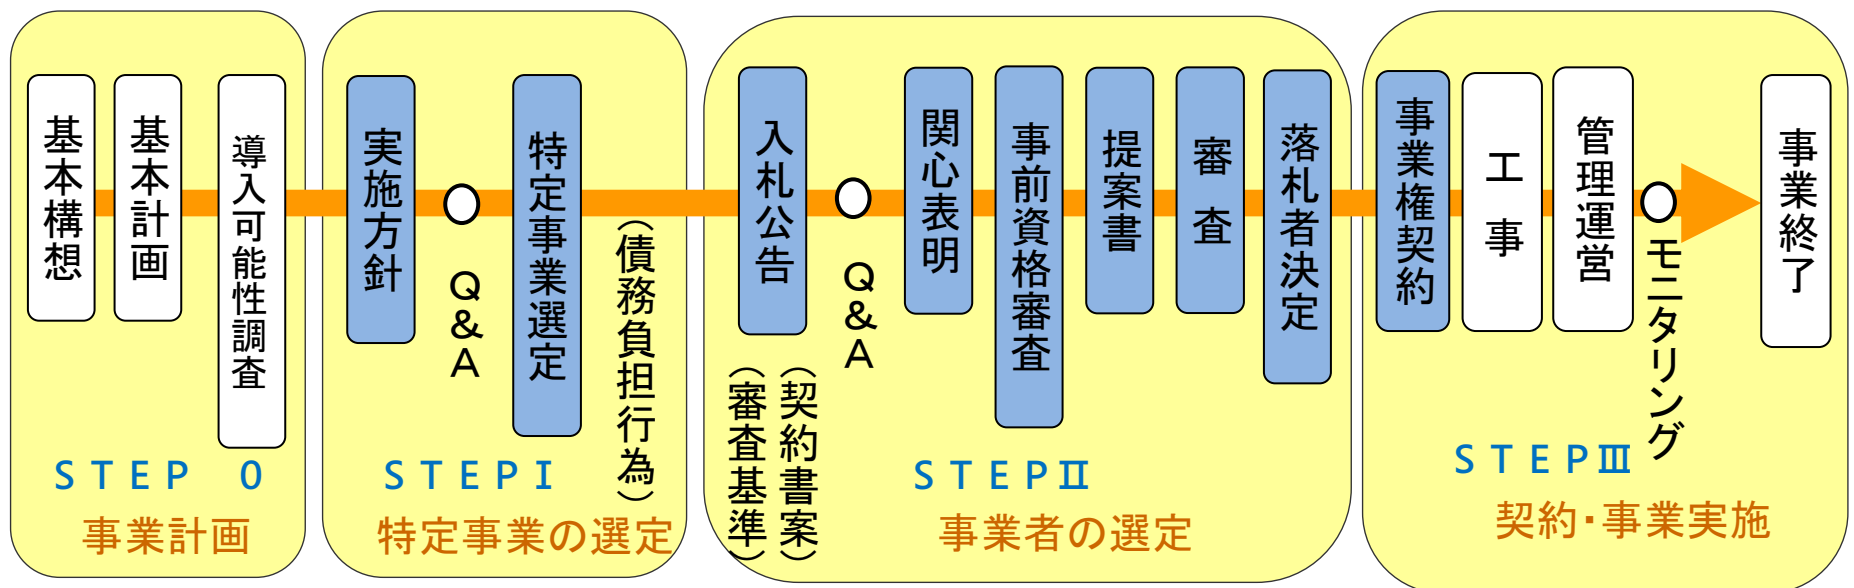 基本構想
基本計画
導入可能性調査
STEP 0
事業計画
実施方針
Q&A
特定事業選定
(債務負担行為)
STEPⅠ
特定事業の選定
入札公告
(契約書案)
(審査基準)
Q&A
関心表明
事前資格審査
提案書
審査
落札者決定
STEPⅡ
事業者の選定
事業権契約
工事
管理運営
モニタリング
事業終了
STEPⅢ
契約・事業実施